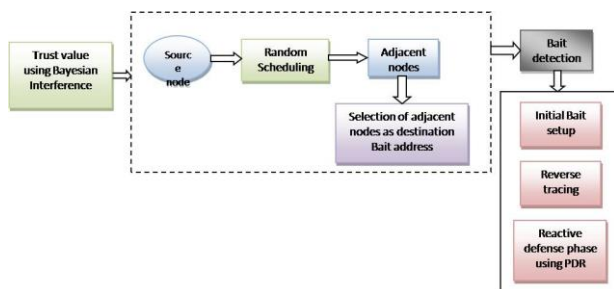 Trust value
using Bayesian
Interference
Sourc
e
node
Random
Scheduling
Adjacent
nodes
Selection of adjacent
nodes as destination
Bait address
Bait
detection
Initial Bait
setup
Reverse
tracing
Reactive
defense phase
using PDR